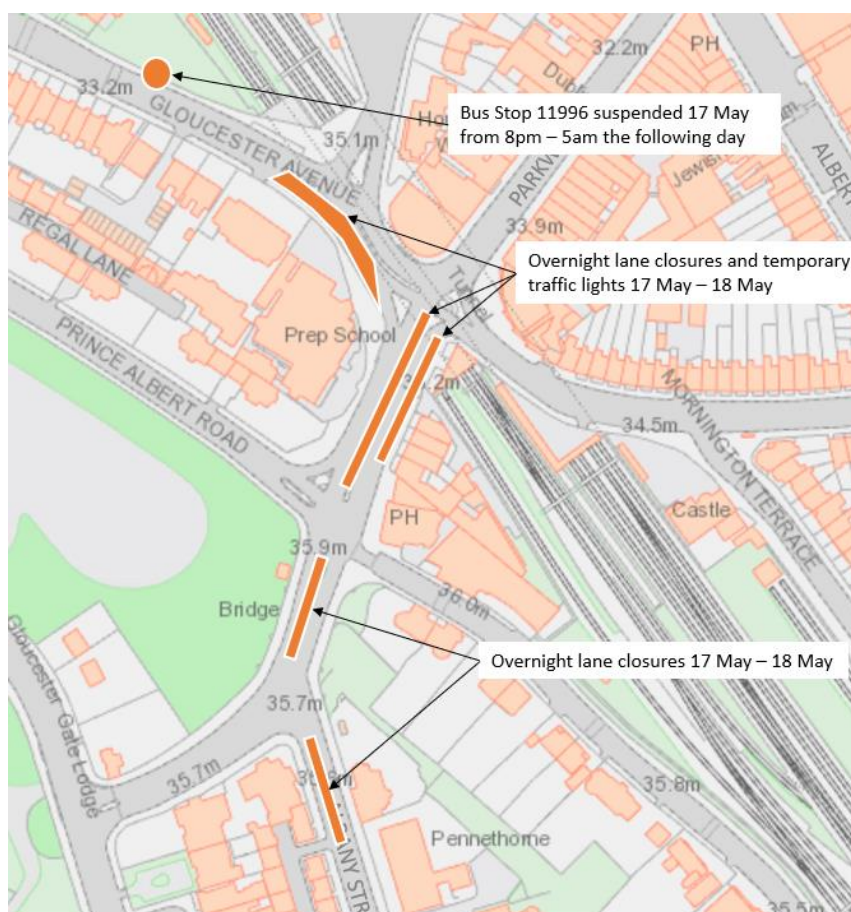 32.2m
PH
33.2m
GLOUCESTER AVENUE
35.1m
Bus Stop 11996 suspended 17 May
from 8pm – 5am the following
day
ALBERT
33.9m
REGAL LANE
Overnight lane closures and temporary
traffic lights 17 May – 18 May
Tunnel
Prep School
PRINCE ALBERT ROAD
34.5m
MORNINGTON TERRACE
Castle
PH
35.9m
36.0m
Bridge
Gloucester Gate Lodge
Overnight lane closures 17 May – 18 May
35.7m
35.7m
35.8m
Pennethorne
35.5m